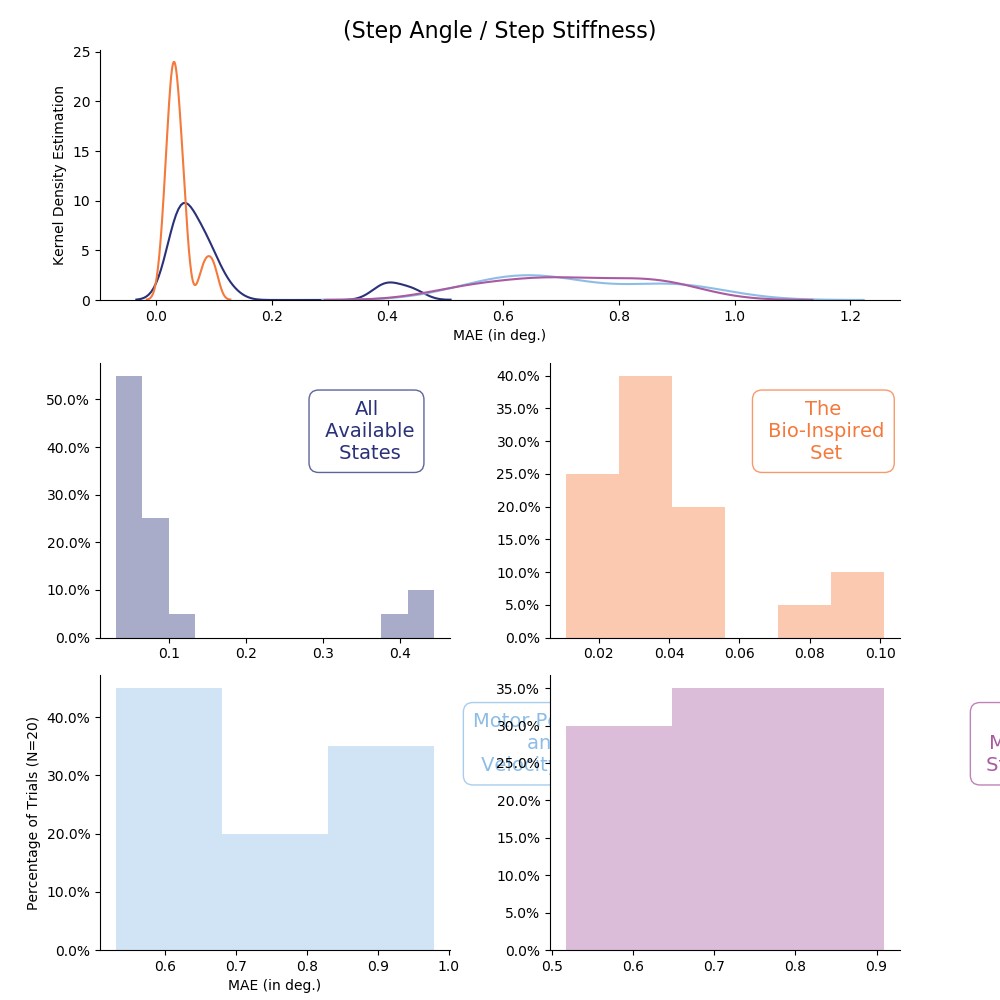 (Step Angle / Step Stiffness)
25
20
15
10
5
0
Kernel Density Estimation
0.0 0.2 0.4 0.6 0.8 1.0 1.2
MAE (in deg.)
50.0%
40.0%
30.0%
20.0%
10.0%
0.0%
All
Available
States
0.1 0.2 0.3 0.4
40.0%
35.0%
30.0%
25.0%
20.0%
15.0%
10.0%
5.0%
0.0%
The
Bio-Inspired
Set
0.02 0.04 0.06 0.08 0.10
Percentage of Trials (N=20)
40.0%
30.0%
20.0%
10.0%
0.0%
Motor
0.6 0.7 0.8 0.9 1.0
MAE (in deg.)
35.0%
30.0%
25.0%
20.0%
15.0%
10.0%
5.0%
0.0%
0.5 0.6 0.7 0.8 0.9